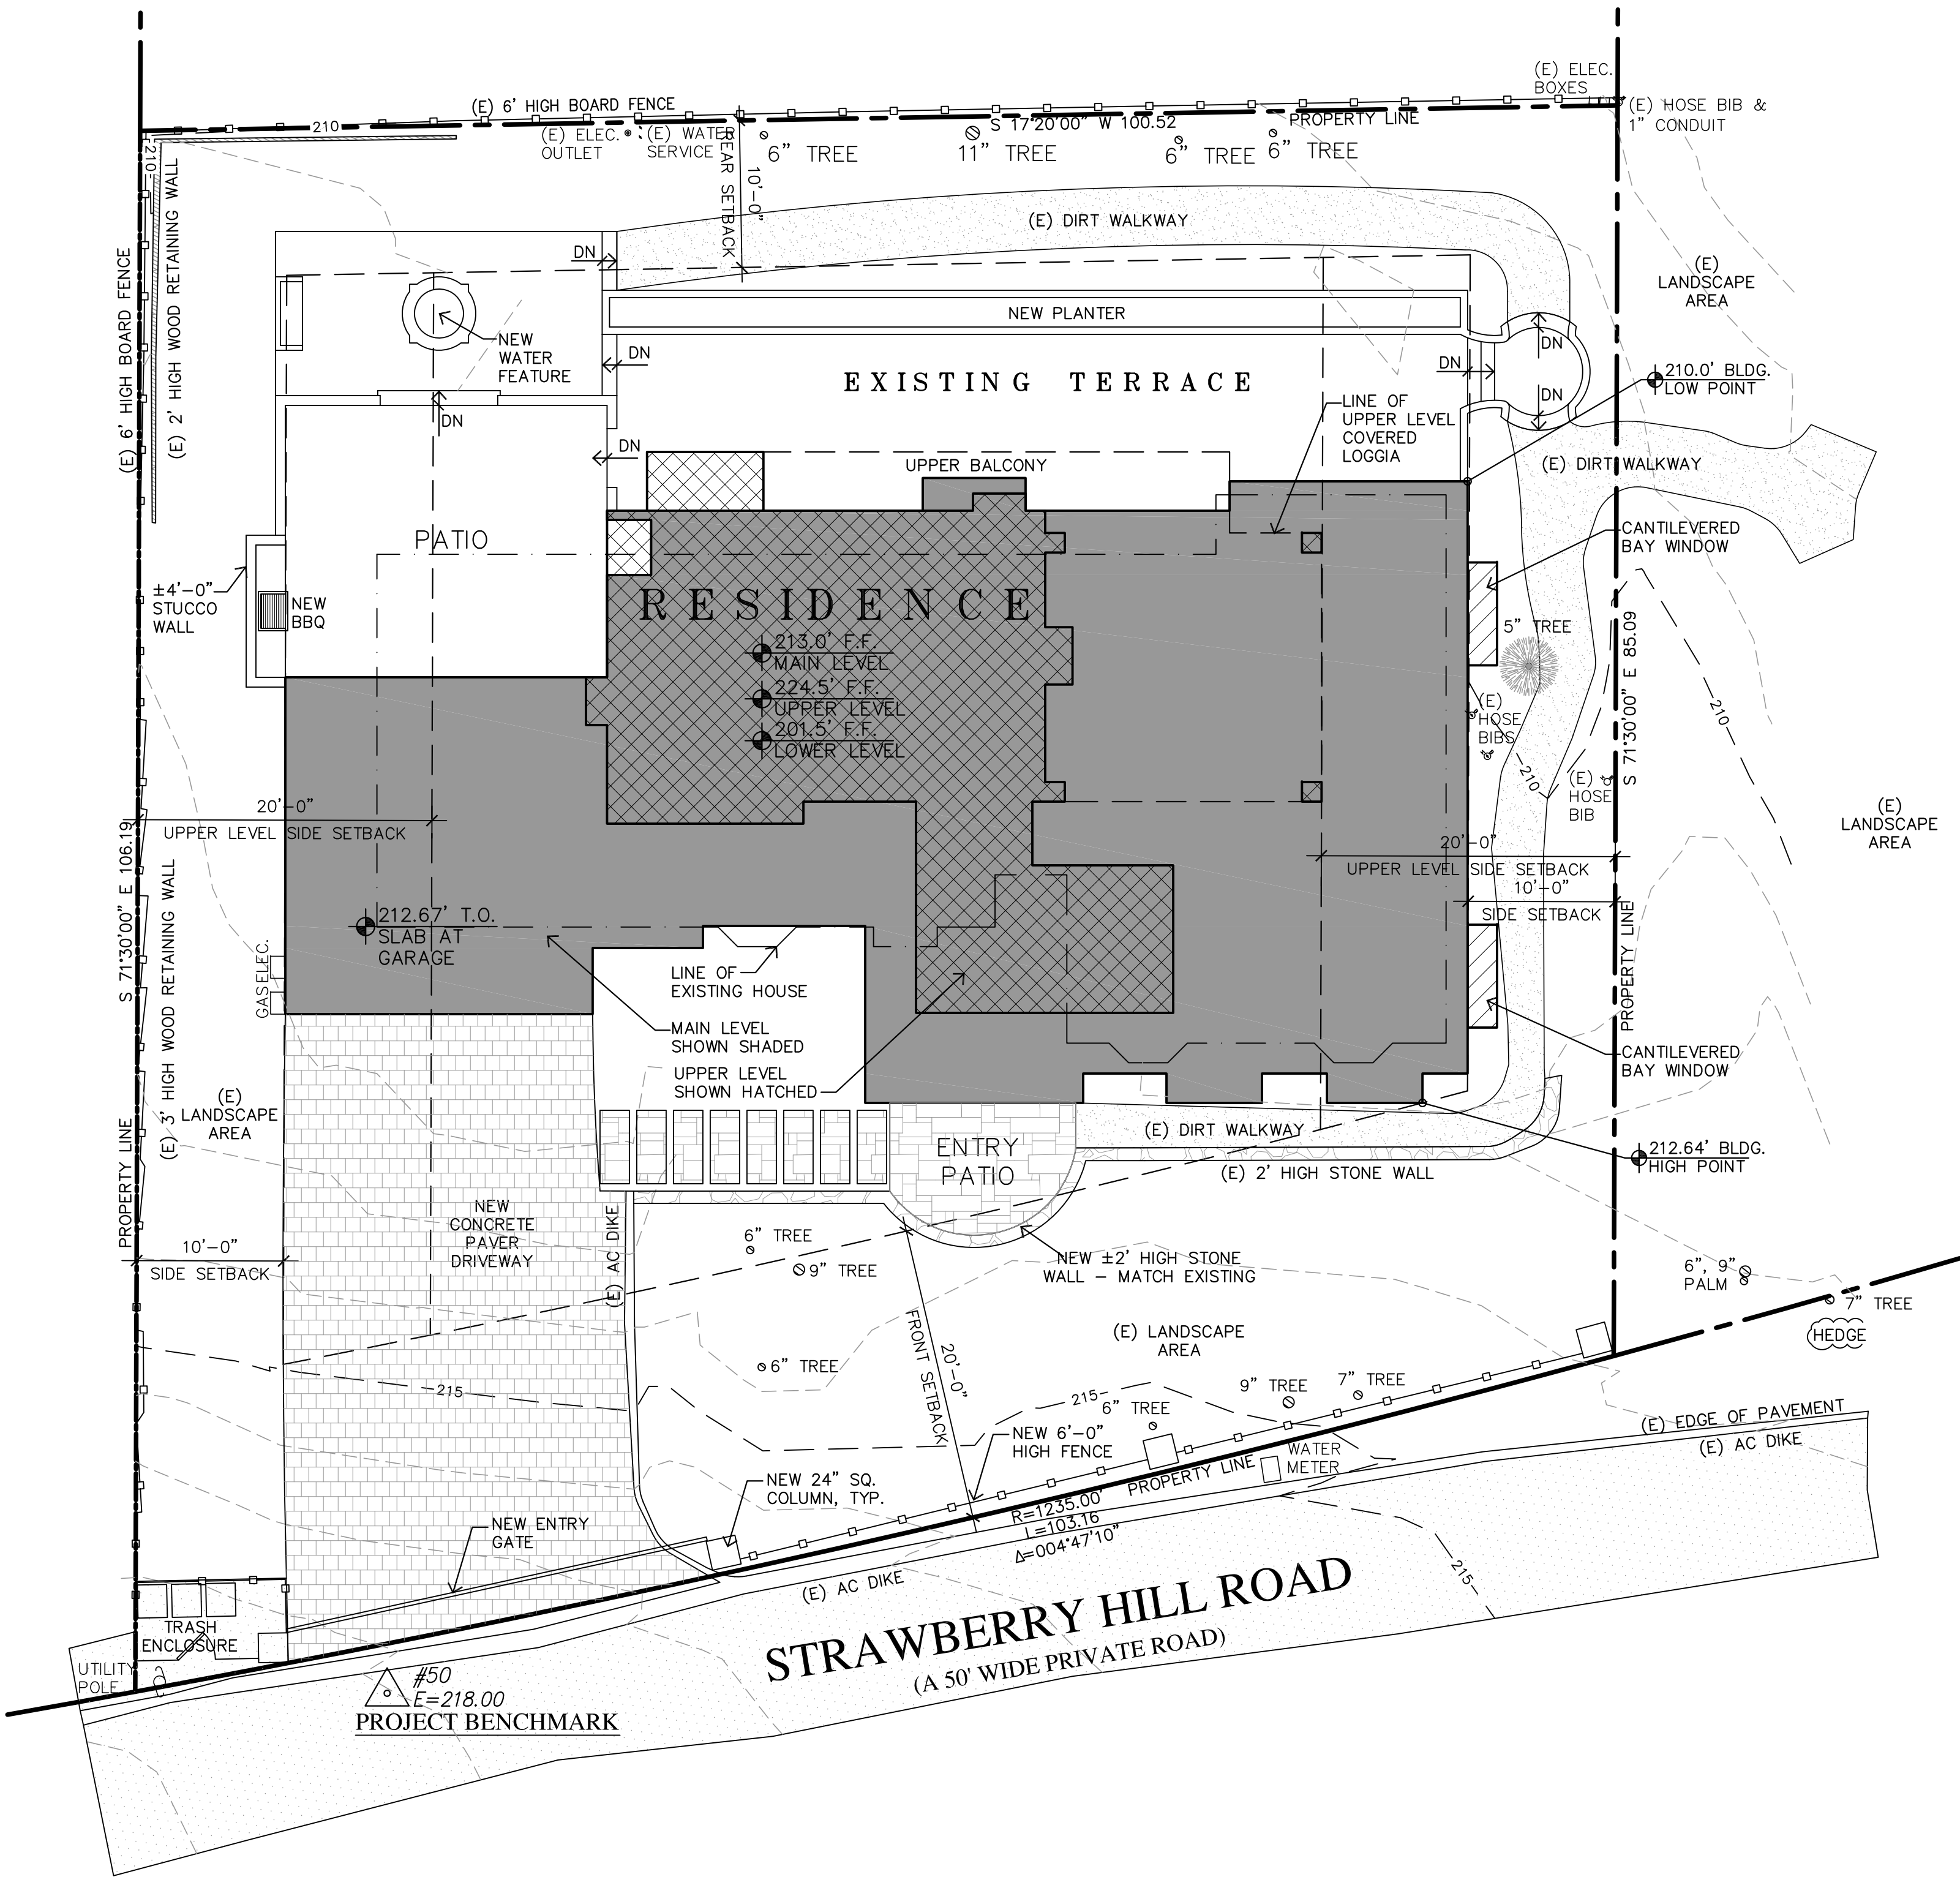 (E) ELEC.
BOXES
(E) 6' HIGH BOARD FENCE
(E) HOSE BIB &
1" CONDUIT
210
S 17°20'00" W 100.52
PROPERTY LINE
(E) ELEC.
OUTLET
(E) WATER
SERVICE
REAR SETBACK
10'-0"
6" TREE
11" TREE
6" TREE
6" TREE
210
(E) 6' HIGH BOARD FENCE
(E) 2' HIGH WOOD RETAINING WALL
(E) DIRT WALKWAY
DN
(E)
LANDSCAPE
AREA
NEW PLANTER
NEW
WATER
FEATURE
DN
DN
DN
DN
EXISTING TERRACE
210.0' BLDG.
LOW POINT
LINE OF
UPPER LEVEL
COVERED
LOGGIA
DN
DN
UPPER BALCONY
(E) DIRT WALKWAY
PATIO
CANTILEVERED
BAY WINDOW
±4'-0"
STUCCO
WALL
NEW
BBQ
RESIDENCE
5" TREE
213.0' F.F.
MAIN LEVEL
224.5' F.F.
UPPER LEVEL
201.5' F.F.
LOWER LEVEL
S 71°30'00" E 85.09
(E)
HOSE
BIBS
210
210
(E)
HOSE
BIB
20'-0"
UPPER LEVEL SIDE SETBACK
(E)
LANDSCAPE
AREA
20'-0"
UPPER LEVEL SIDE SETBACK
10'-0"
SIDE SETBACK
S 71°30'00" E 106.19
(E) 3' HIGH WOOD RETAINING WALL
212.67' T.O.
SLAB AT
GARAGE
GAS
ELEC.
LINE OF
EXISTING HOUSE
PROPERTY LINE
MAIN LEVEL
SHOWN SHADED
UPPER LEVEL
SHOWN HATCHED
CANTILEVERED
BAY WINDOW
(E)
LANDSCAPE
AREA
PROPERTY LINE
ENTRY
PATIO
(E) DIRT WALKWAY
212.64' BLDG.
HIGH POINT
(E) 2' HIGH STONE WALL
NEW
CONCRETE
PAVER
DRIVEWAY
(E) AC DIKE
6" TREE
9" TREE
10'-0"
SIDE SETBACK
NEW ±2' HIGH STONE
WALL - MATCH EXISTING
6", 9"
PALM
7" TREE
HEDGE
FRONT SETBACK
20'-0"
(E) LANDSCAPE
AREA
6" TREE
215
215
6" TREE
9" TREE
7" TREE
(E) EDGE OF PAVEMENT
(E) AC DIKE
NEW 6'-0"
HIGH FENCE
WATER
METER
PROPERTY LINE
NEW 24" SQ.
COLUMN, TYP.
R=1235.00'
L=103.16
Δ=004°47'10"
NEW ENTRY
GATE
(E) AC DIKE
215
STRAWBERRY HILL ROAD
(A 50' WIDE PRIVATE ROAD)
TRASH
ENCLOSURE
UTILITY
POLE
#50
E=218.00
PROJECT BENCHMARK